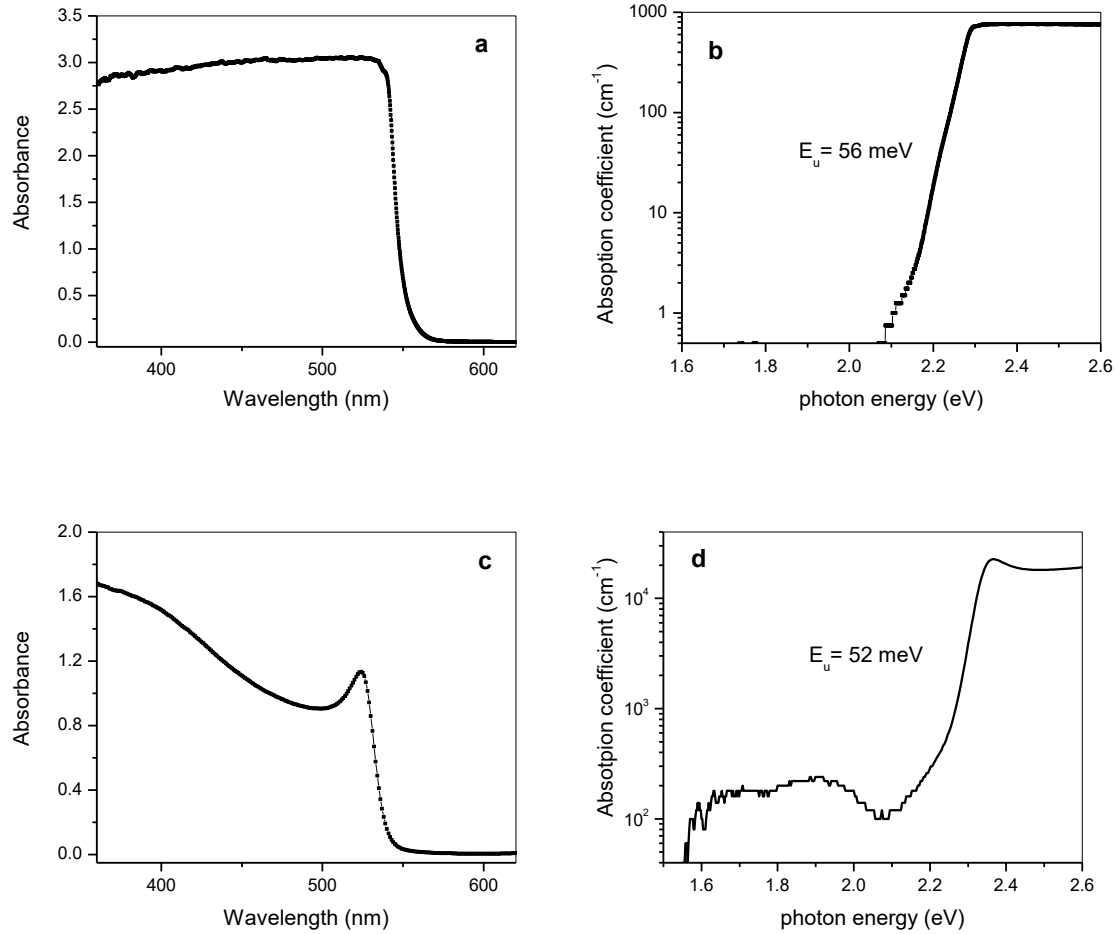 a
3.5
3.0
2.5
2.0
1.5
1.0
0.5
0.0
400 500 600
Absorbance
Wavelength (nm)
b
1000
100
10
1
1.6 1.8 2.0 2.2 2.4 2.6
E_u= 56 meV
Absoption coefficient (cm⁻¹)
photon energy (eV)
c
2.0
1.6
1.2
0.8
0.4
0.0
400 500 600
Absorbance
Wavelength (nm)
d
10⁴
10³
10²
1.6 1.8 2.0 2.2 2.4 2.6
E_u= 52 meV
Absotpion coefficient (cm⁻¹)
photon energy (eV)